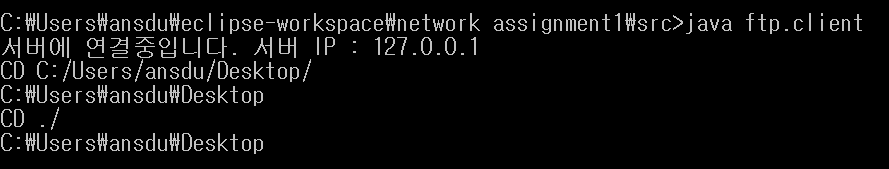 C:₩Users₩ansdu₩eclipse-workspace₩network assignment1₩src>java ftp.client
서버에 연결중입니다. 서버 IP : 127.0.0.1
CD C:/Users/ansdu/Desktop/
C:₩Users₩ansdu₩Desktop
CD ./
C:₩Users₩ansdu₩Desktop